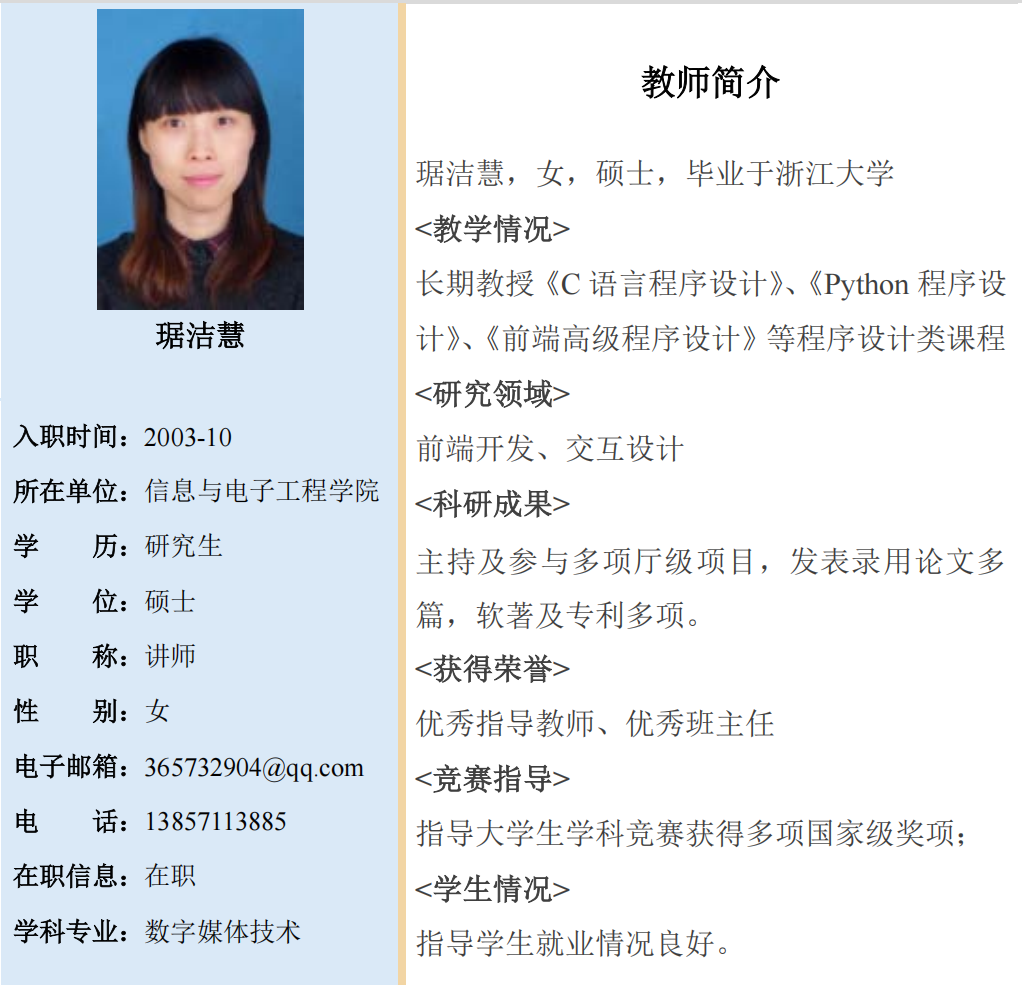 琚洁慧
入职时间：2003-10
所在单位：信息与电子工程学院
学 历：研究生
学 位：硕士
职 称：讲师
性 别：女
电子邮箱：365732904@qq.com
电 话：13857113885
在职信息：在职
学科专业：数字媒体技术
教师简介
琚洁慧，女，硕士，毕业于浙江大学
<教学情况>
长期教授《C 语言程序设计》、《Python 程序设
计》、《前端高级程序设计》等程序设计类课程
<研究领域>
前端开发、交互设计
<科研成果>
主持及参与多项厅级项目，发表录用论文多
篇，软著及专利多项。
<获得荣誉>
优秀指导教师、优秀班主任
<竞赛指导>
指导大学生学科竞赛获得多项国家级奖项；
<学生情况>
指导学生就业情况良好。